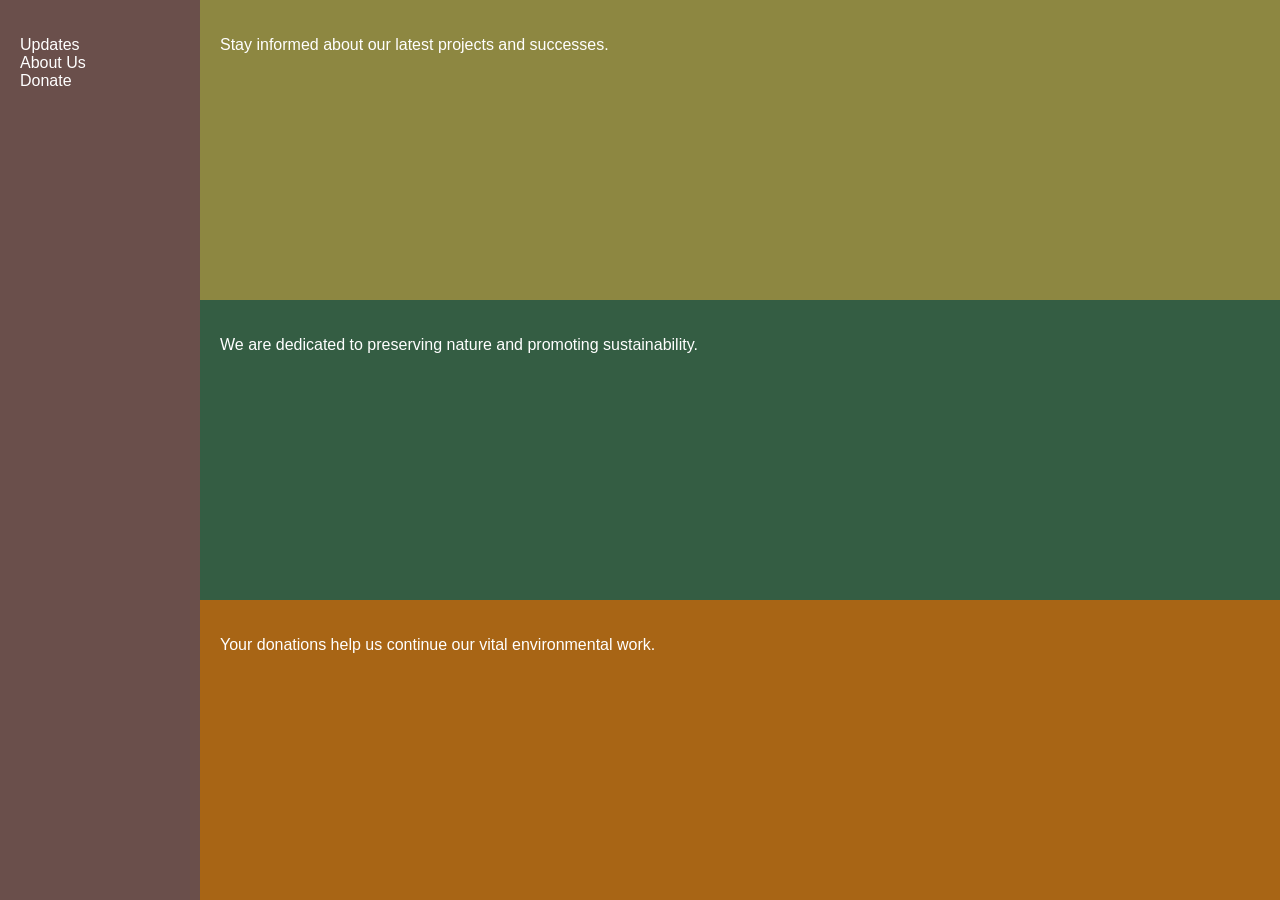 Updates
About Us
Donate
Stay informed about our latest projects and successes.
We are dedicated to preserving nature and promoting sustainability.
Your donations help us continue our vital environmental work.